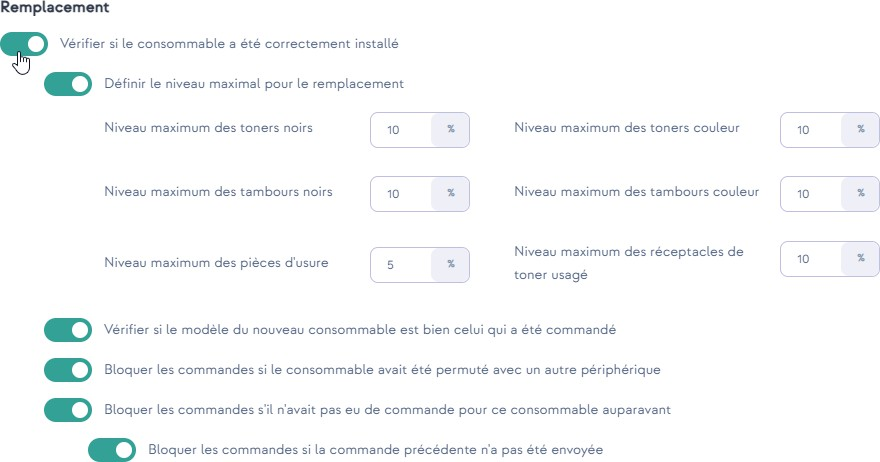 Remplacement
Vérifier si le consommable a été correctement installé
Définir le niveau maximal pour le remplacement
Niveau maximum des toners noirs 10 % Niveau maximum des toners couleur 10 %
Niveau maximum des tambours noirs 10 % Niveau maximum des tambours couleur 10 %
Niveau maximum des pièces d'usure 5 % Niveau maximum des réceptacles de 10 %
toner usagé
Vérifier si le modèle du nouveau consommable est bien celui qui a été commandé
Bloquer les commandes si le consommable avait été permuté avec un autre périphérique
Bloquer les commandes s'il n'avait pas eu de commande pour ce consommable auparavant
Bloquer les commandes si la commande précédente n'a pas été envoyée